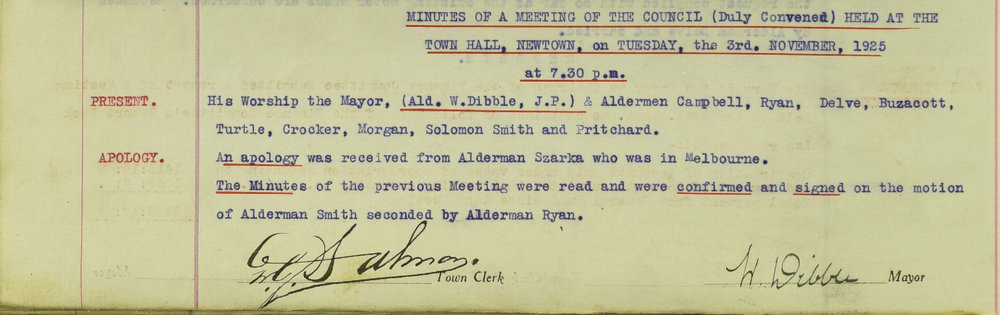 MINUTES OF A MEETING OF THE COUNCIL (Duly Convened) HELD AT THE
TOWN HALL, NEWTOWN, on TUESDAY, the 3rd. NOVEMBER, 1925
at 7.30 p.m.
PRESENT. His Worship the Mayor, (Ald. W.Dibble, J.P.) & Aldermen Campbell, Ryan, Delve, Buzacott,
Turtle, Crocker, Morgan, Solomon Smith and Pritchard.
APOLOGY. An apology was received from Alderman Szarka who was in Melbourne.
The Minutes of the previous Meeting were read and were confirmed and signed on the motion
of Alderman Smith seconded by Alderman Ryan.
Salmon. Town Clerk W. Dibble Mayor